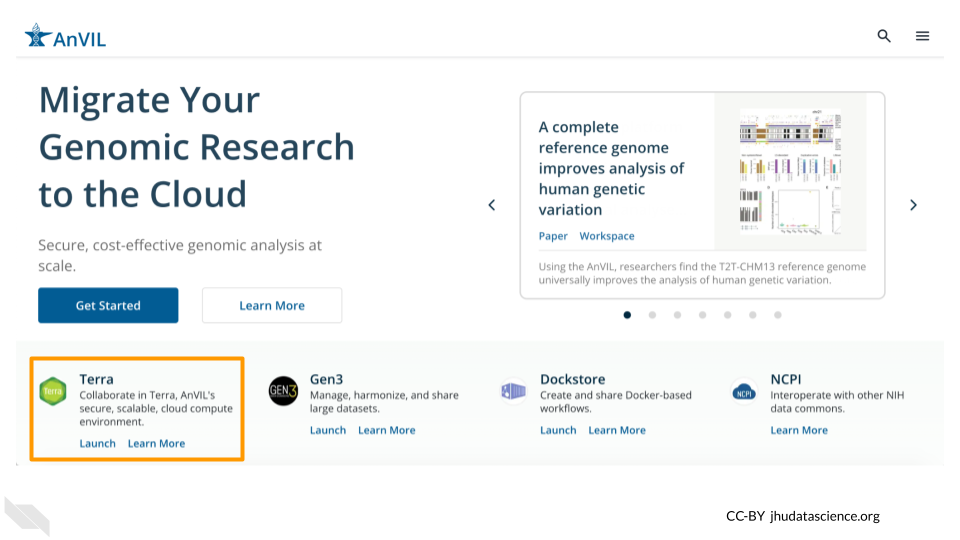 AnVIL
Migrate Your
Genomic Research
to the Cloud
Secure, cost-effective genomic analysis at
scale.
Get Started
Learn More
A complete
reference genome
improves analysis of
human genetic
variation
Paper Workspace
Using the AnVIL, researchers find the T2T-CHM13 reference genome
universally improves the analysis of human genetic variation.
Terra
Terra
Collaborate in Terra, AnVIL's
secure, scalable, cloud compute
environment.
Launch Learn More
GEN3
Gen3
Manage, harmonize, and share
large datasets.
Launch Learn More
Dockstore
Create and share Docker-based
workflows.
Launch Learn More
NCPI
NCPI
Interoperate with other NIH
data commons.
Learn More
CC-BY jhudatascience.org